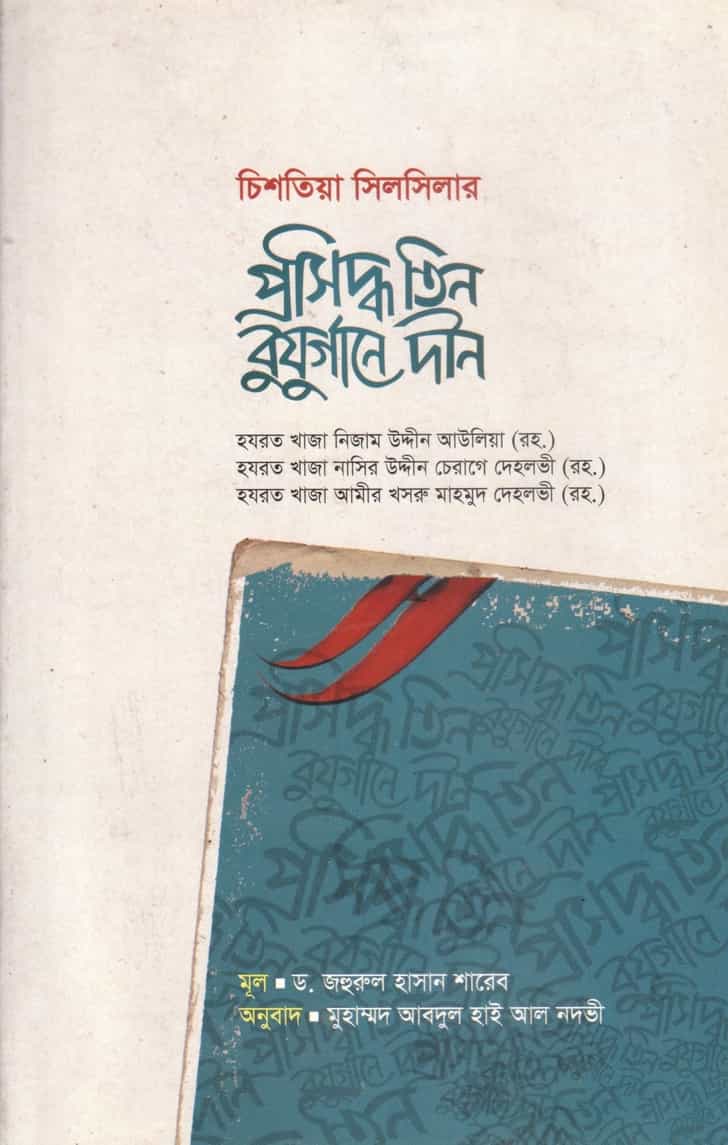 চিশতিয়া সিলসিলার
প্রসিদ্ধ তিন
বুযুর্গানে দীন
হযরত খাজা নিজাম উদ্দীন আউলিয়া (রহ.)
হযরত খাজা নাসির উদ্দীন চেরাগে দেহলভী (রহ.)
হযরত খাজা আমীর খসরু মাহমুদ দেহলভী (রহ.)
মূল ▪ ড. জহুরুল হাসান শারেব
অনুবাদ ▪ মুহাম্মদ আবদুল হাই আল নদভী